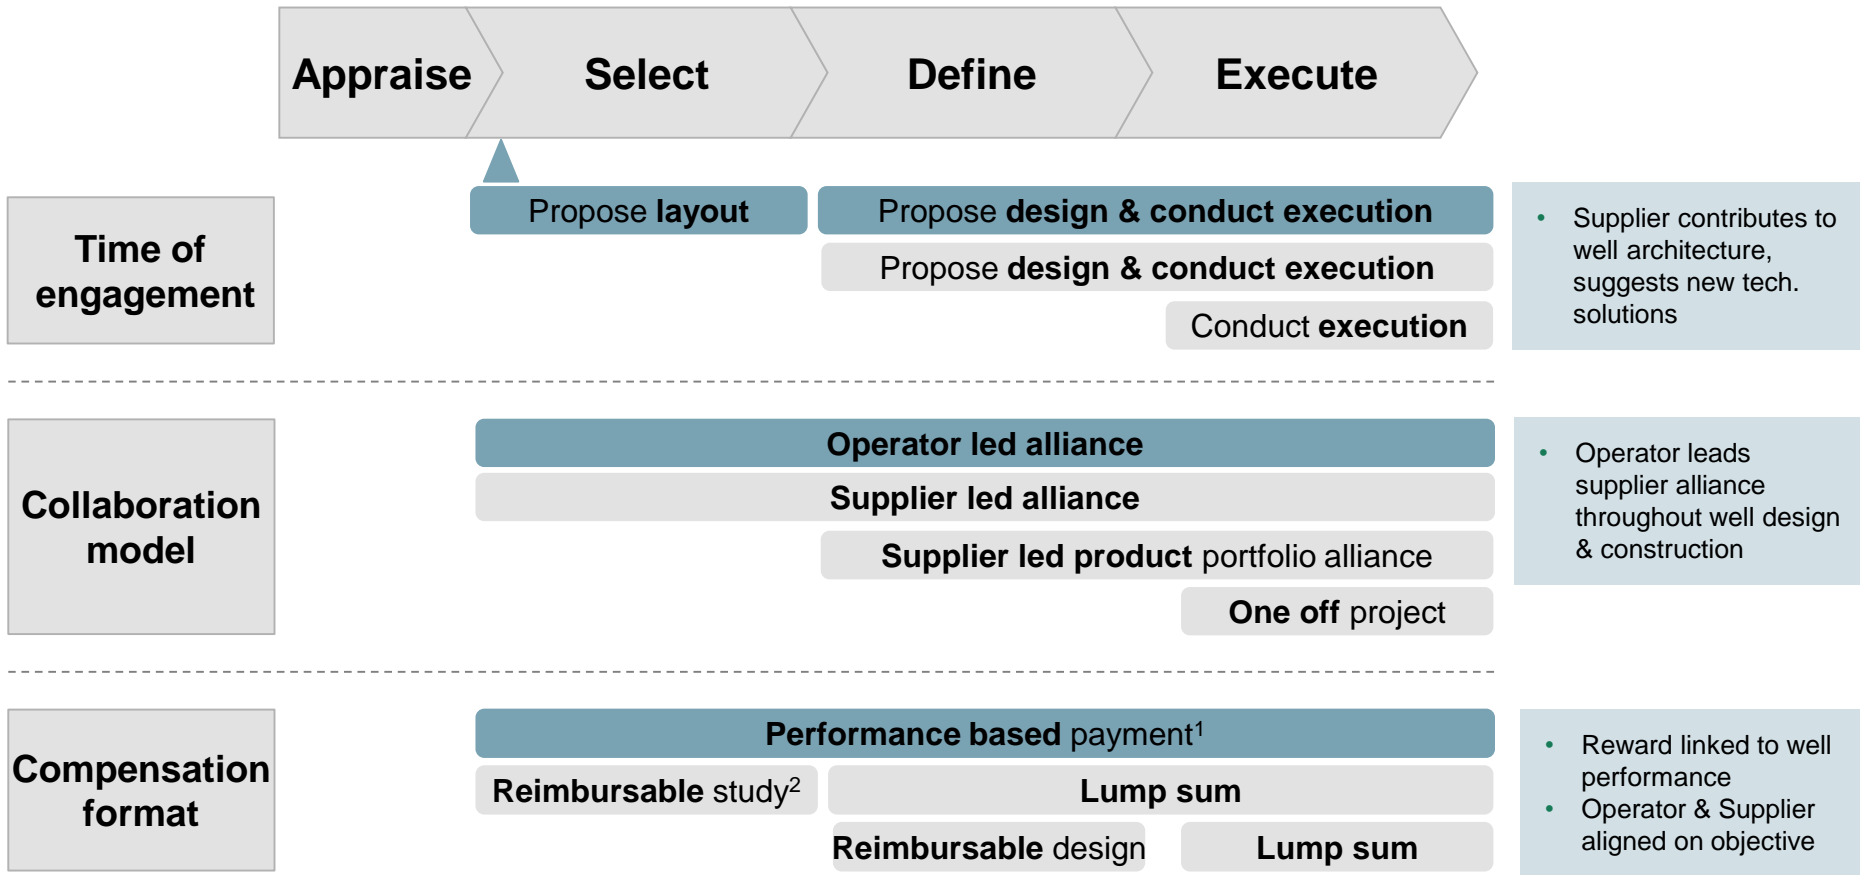 Appraise
Select
Define
Execute
Time of
engagement
Propose layout
Propose design & conduct execution
Propose design & conduct execution
Conduct execution
• Supplier contributes to
well architecture,
suggests new tech.
solutions
Collaboration
model
Operator led alliance
Supplier led alliance
Supplier led product portfolio alliance
One off project
• Operator leads
supplier alliance
throughout well design
& construction
Compensation
format
Performance based payment¹
Reimbursable study²
Lump sum
Reimbursable design
Lump sum
• Reward linked to well
performance
• Operator & Supplier
aligned on objective